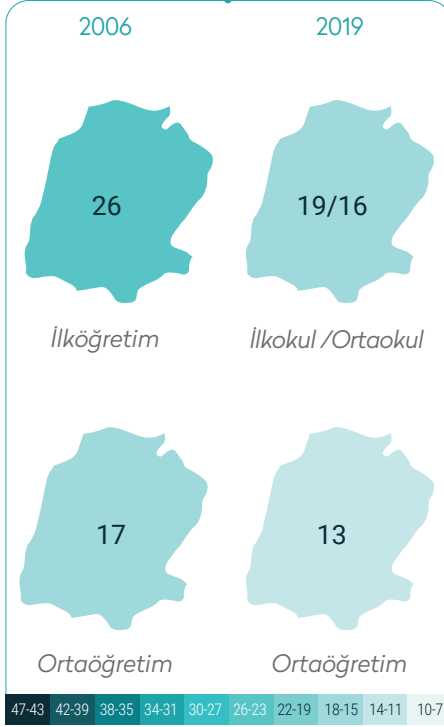 2006 2019
26 19/16
İlköğretim İlkokul /Ortaokul
17 13
Ortaöğretim Ortaöğretim
47-43 42-39 38-35 34-31 30-27 26-23 22-19 18-15 14-11 10-7